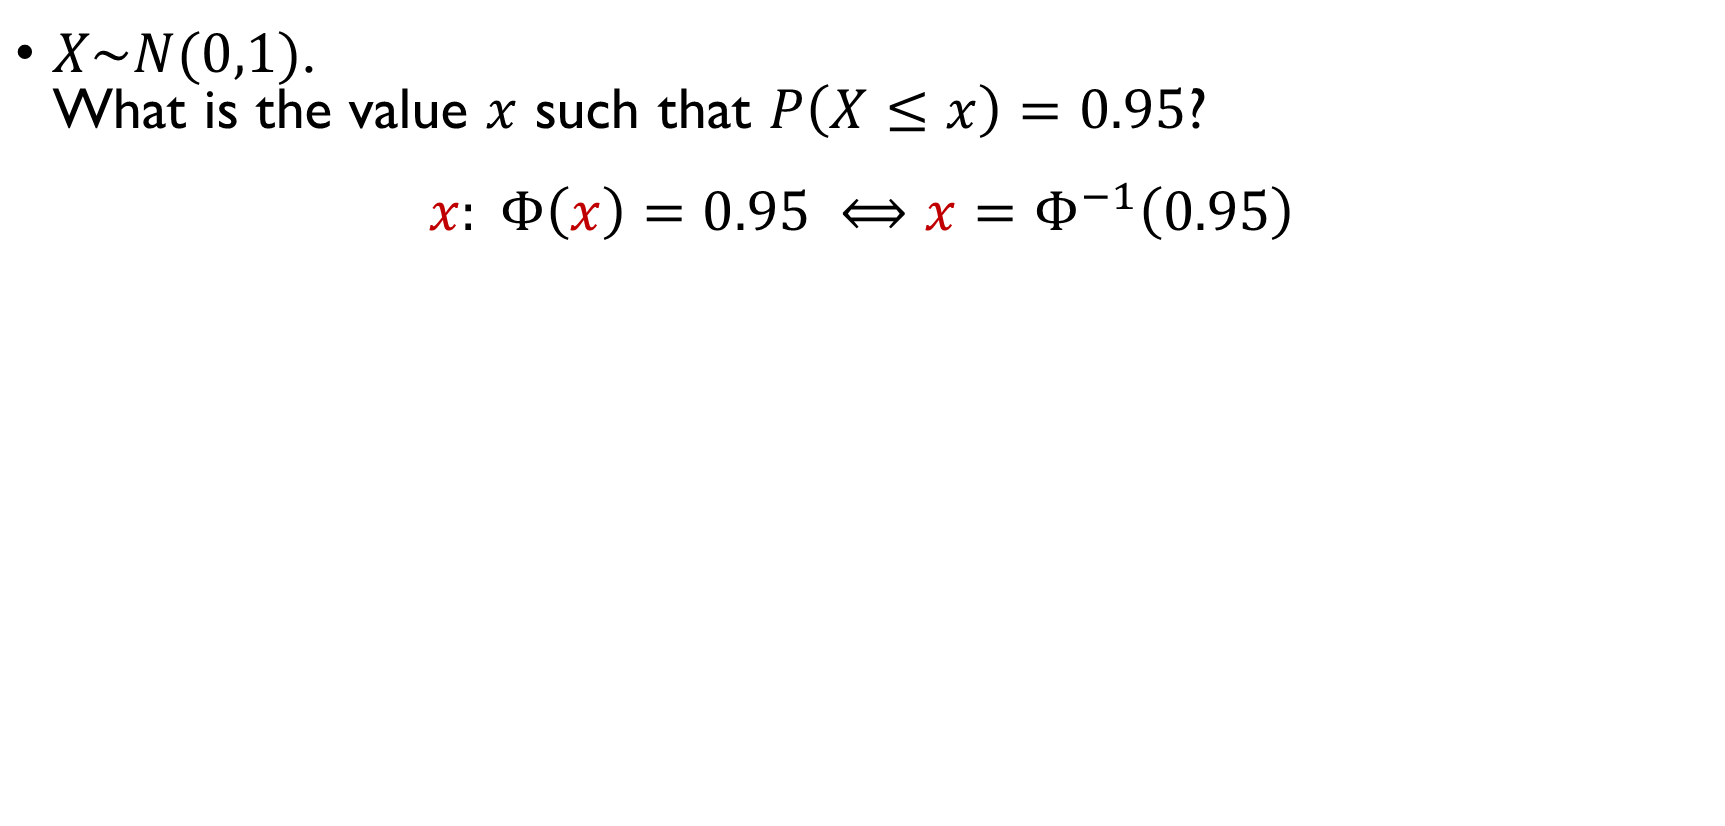 • X~N(0,1).
What is the value x such that P(X ≤ x) = 0.95?
x: Φ(x) = 0.95 ⟺ x = Φ⁻¹(0.95)